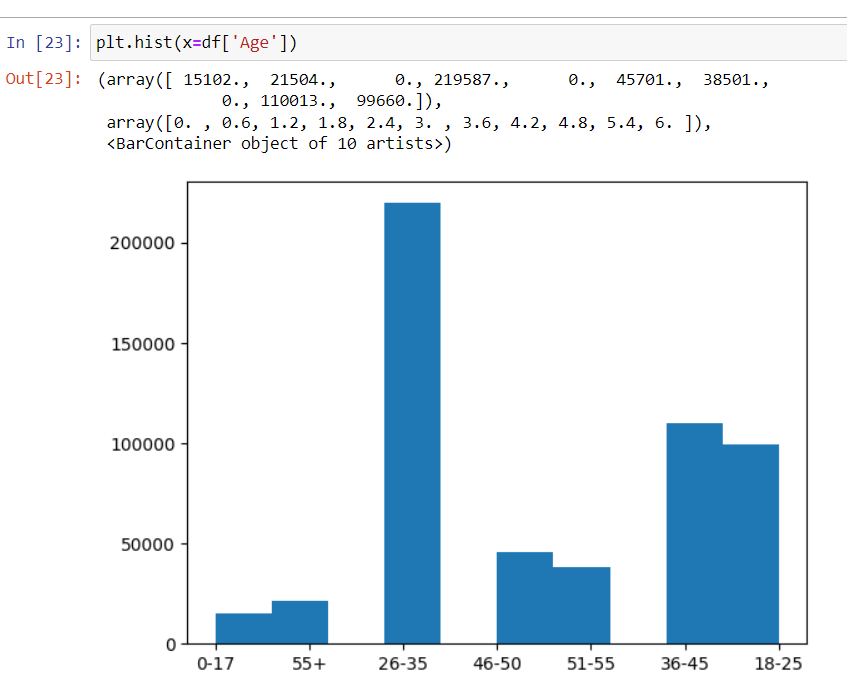 In [23]: plt.hist(x=df['Age'])
Out[23]: (array([ 15102., 21504., 0., 219587., 0., 45701., 38501.,
0., 110013., 99660.]),
array([0. , 0.6, 1.2, 1.8, 2.4, 3. , 3.6, 4.2, 4.8, 5.4, 6. ]),
<BarContainer object of 10 artists>)
200000
150000
100000
50000
0
0-17 55+ 26-35 46-50 51-55 36-45 18-25